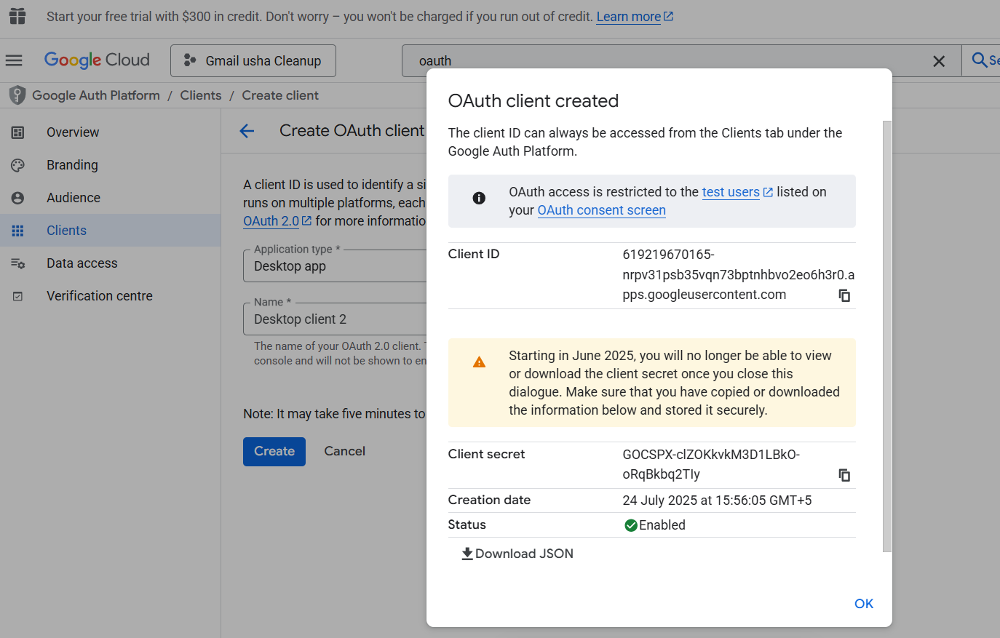 Start your free trial with $300 in credit. Don't worry – you won't be charged if you run out of credit. Learn more
Google Cloud
Gmail usha Cleanup
oauth
Se
Google Auth Platform / Clients / Create client
Overview
Branding
Audience
Clients
Data access
Verification centre
Create OAuth client
A client ID is used to identify a si
runs on multiple platforms, each
OAuth 2.0 for more informatio
Application type *
Desktop app
Name *
Desktop client 2
The name of your OAuth 2.0 client. T
console and will not be shown to en
Note: It may take five minutes to
Create
Cancel
OAuth client created
The client ID can always be accessed from the Clients tab under the
Google Auth Platform.
OAuth access is restricted to the test users listed on
your OAuth consent screen
Client ID
619219670165-
nrpv31psb35vqn73bptnhbvo2eo6h3r0.a
pps.googleusercontent.com
Starting in June 2025, you will no longer be able to view
or download the client secret once you close this
dialogue. Make sure that you have copied or downloaded
the information below and stored it securely.
Client secret
GOCSPX-clZOKkvkM3D1LBkO-
oRqBkbq2TIy
Creation date
24 July 2025 at 15:56:05 GMT+5
Status
Enabled
Download JSON
OK